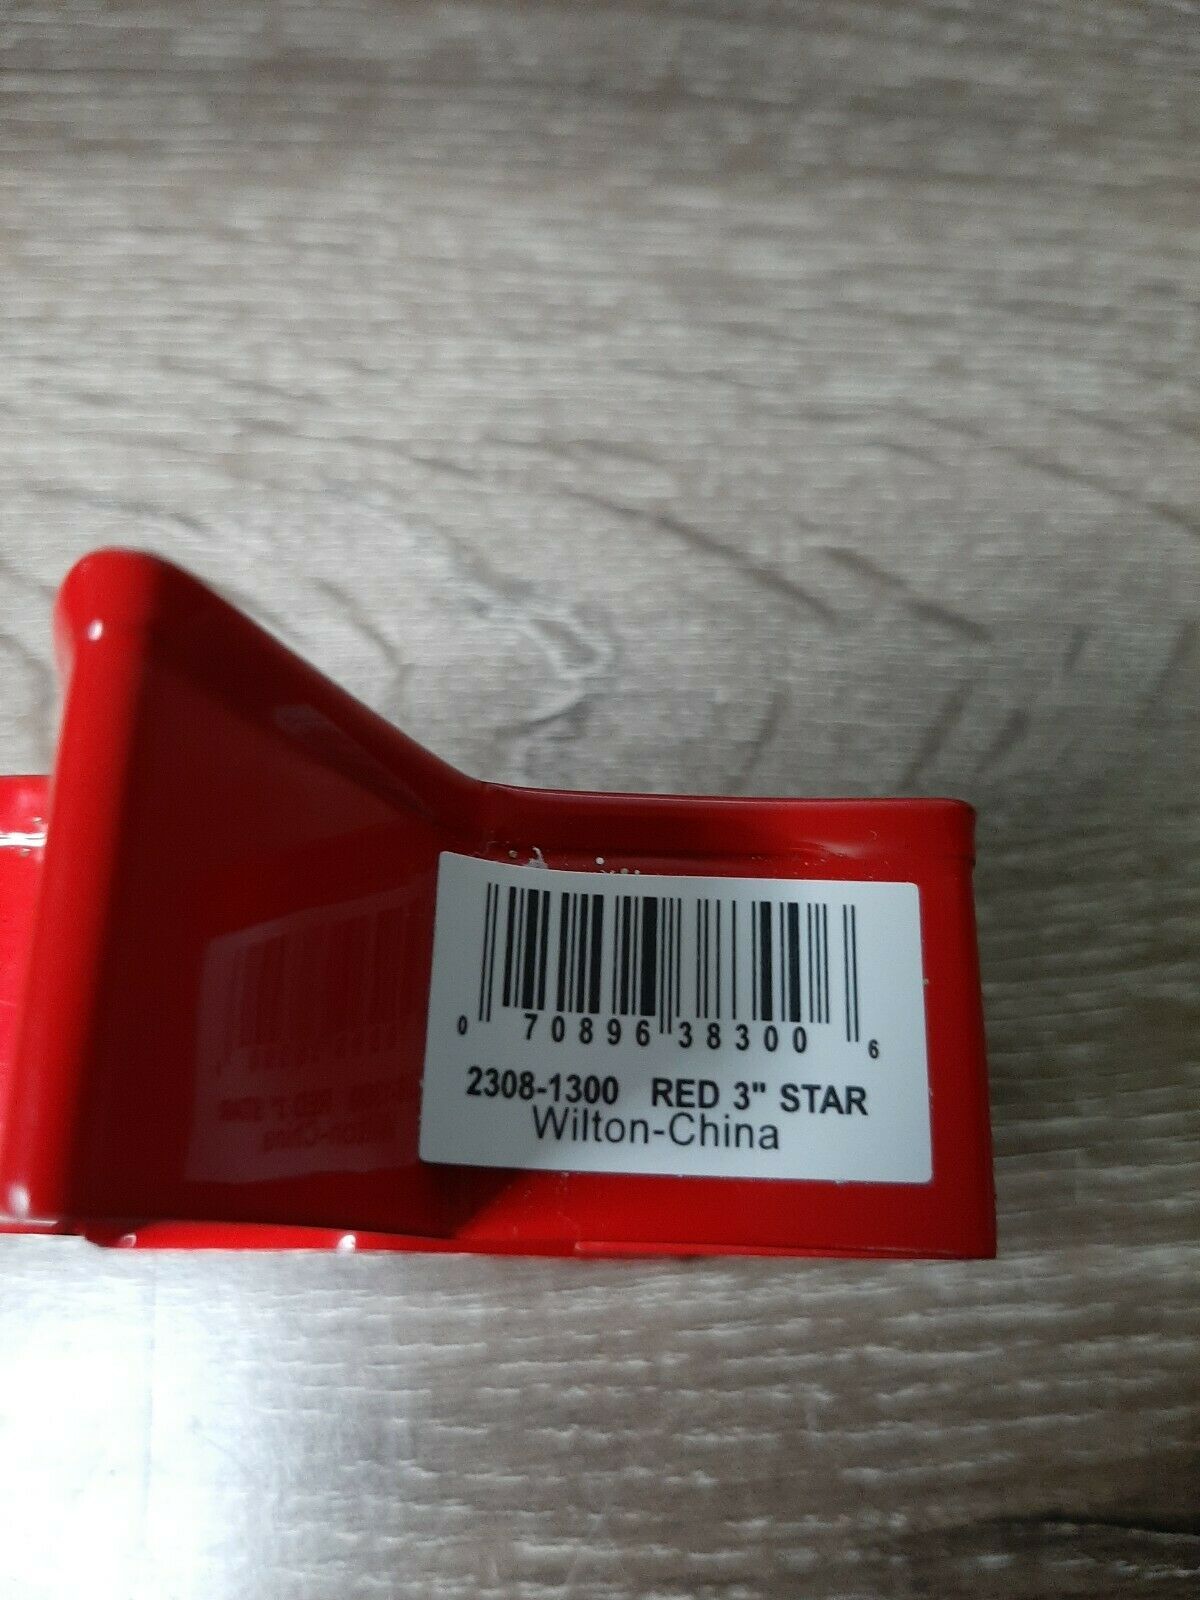 0 70896 38300 6
2308-1300 RED 3" STAR
Wilton-China